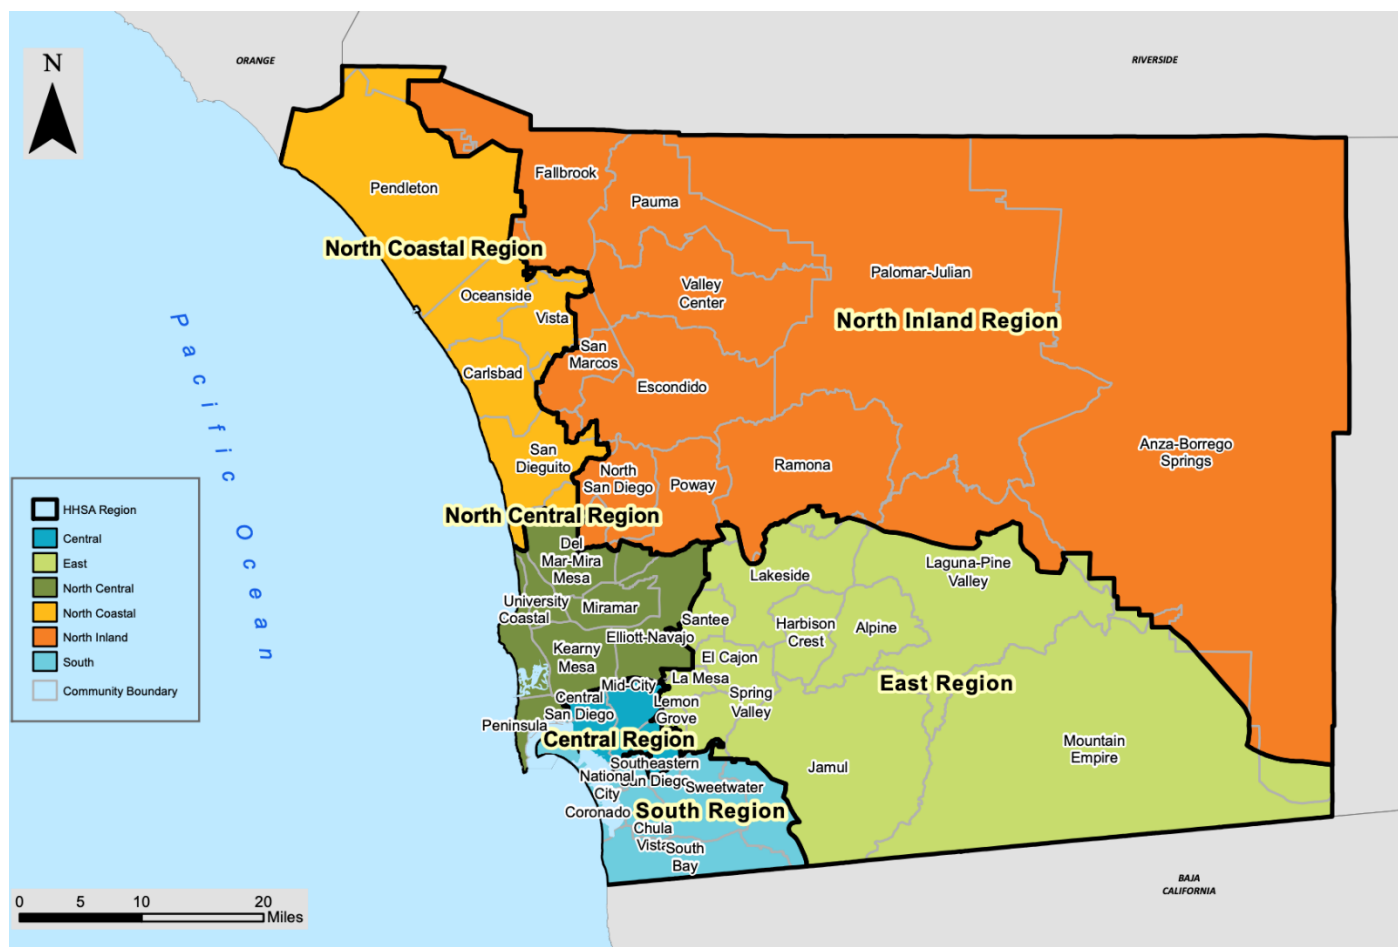 N
ORANGE
RIVERSIDE
Fallbrook
Pendleton
Pauma
North Coastal Region
Palomar-Julian
Valley
Center
Oceanside
Vista
North Inland Region
San
Marcos
Carlsbad
Escondido
Pacific Ocean
Anza-Borrego
Springs
San
Dieguito
North
San Diego
Poway
Ramona
North Central Region
HHSA Region
Central
East
North Central
North Coastal
North Inland
South
Community Boundary
Del
Mar-Mira
Mesa
Lakeside
Laguna-Pine
Valley
University
Coastal
Miramar
Santee
Harbison
Crest
Alpine
Elliott-Navajo
Kearny
Mesa
El Cajon
La Mesa
Mid-City
East Region
Central
San Diego
Lemon
Grove
Spring
Valley
Peninsula
Central Region
Mountain
Empire
Jamul
Southeastern
San Diego
National
City
Sweetwater
Coronado
South Region
Chula
Vista
South
Bay
BAJA
CALIFORNIA
0 5 10 20
Miles